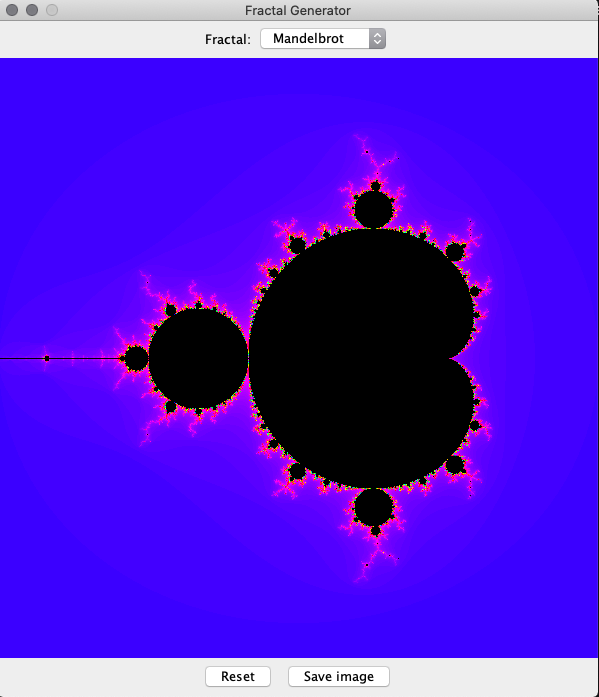 Fractal Generator
Fractal: Mandelbrot
Reset Save image